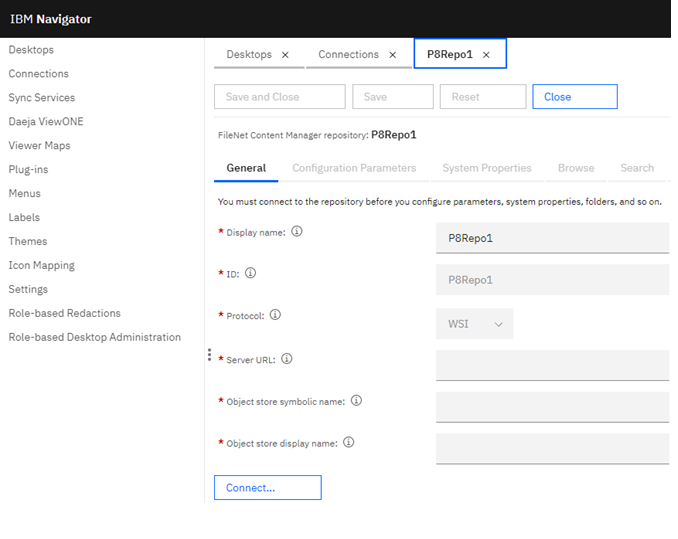 IBM Navigator
Desktops
Connections
Sync Services
Daeja ViewONE
Viewer Maps
Plug-ins
Menus
Labels
Themes
Icon Mapping
Settings
Role-based Redactions
Role-based Desktop Administration
Desktops × Connections × P8Repo1 ×
Save and Close Save Reset Close
FileNet Content Manager repository: P8Repo1
General Configuration Parameters System Properties Browse Search
You must connect to the repository before you configure parameters, system properties, folders, and so on.
* Display name: P8Repo1
* ID: P8Repo1
* Protocol: WSI
* Server URL:
* Object store symbolic name:
* Object store display name:
Connect...